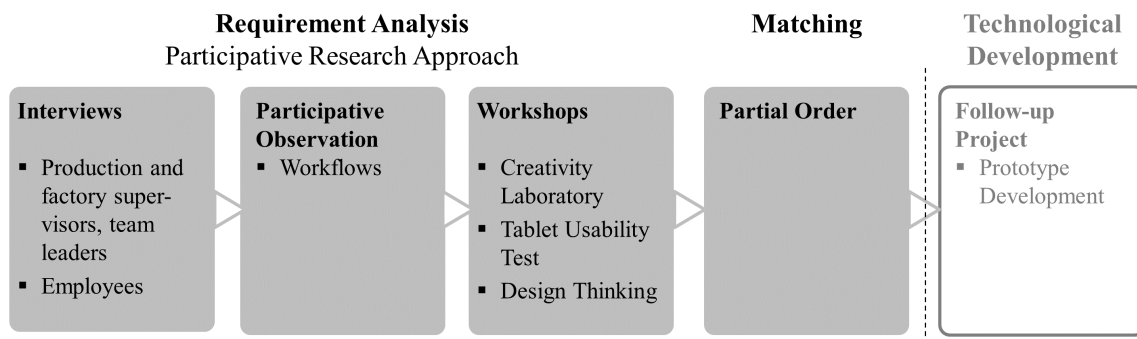 Requirement Analysis
Participative Research Approach
Matching
Technological
Development
Interviews
▪ Production and
factory super-
visors, team
leaders
▪ Employees
Participative
Observation
▪ Workflows
Workshops
▪ Creativity
Laboratory
▪ Tablet Usability
Test
▪ Design Thinking
Partial Order
Follow-up
Project
▪ Prototype
Development